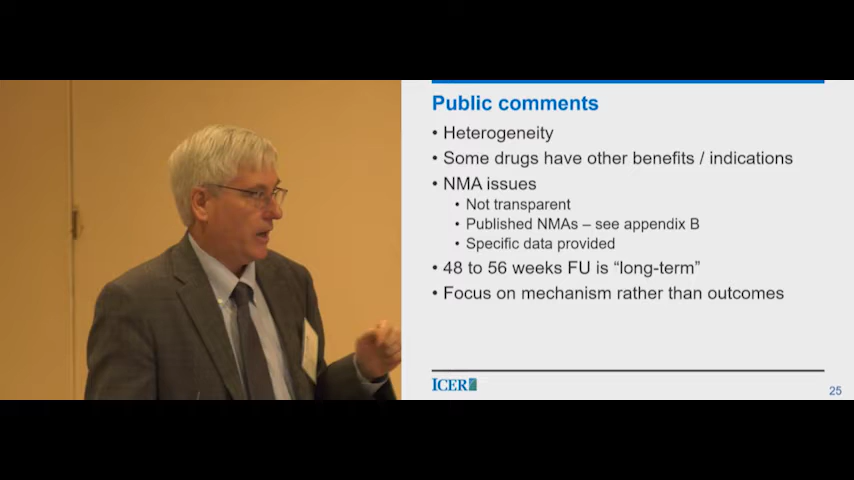 Public comments
• Heterogeneity
• Some drugs have other benefits / indications
• NMA issues
• Not transparent
• Published NMAs – see appendix B
• Specific data provided
• 48 to 56 weeks FU is “long-term”
• Focus on mechanism rather than outcomes
ICER
25